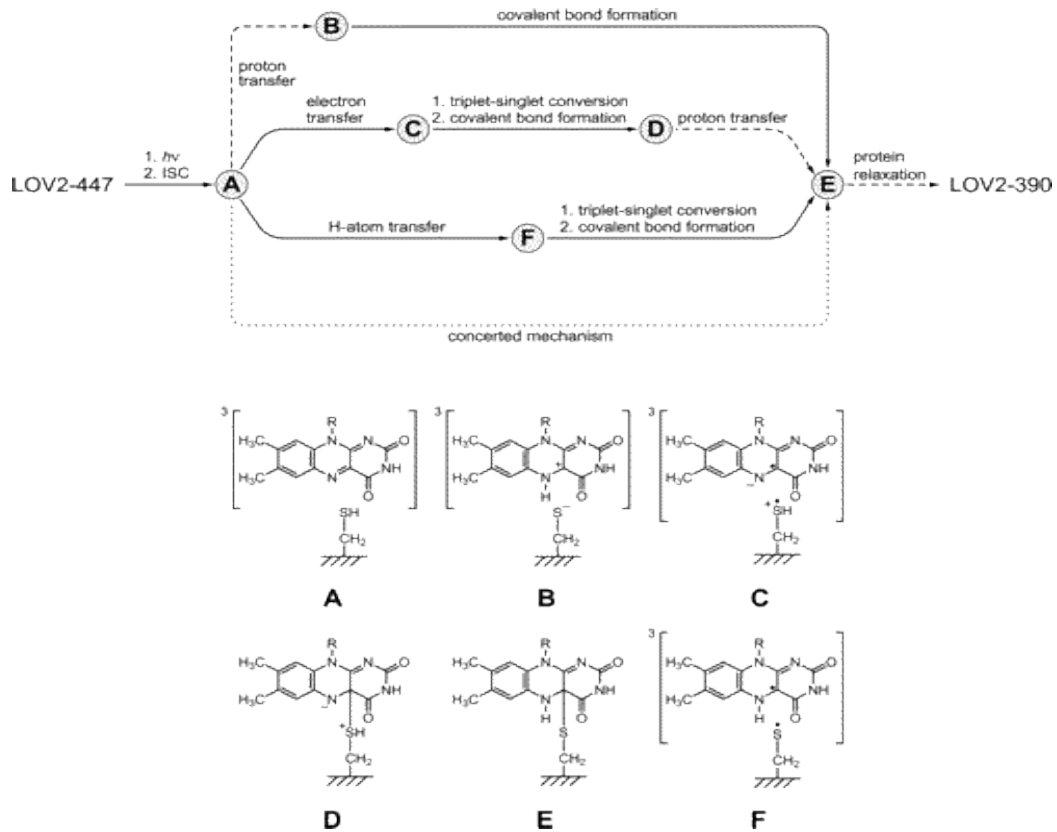 covalent bond formation
B
proton
transfer
electron
transfer
1. triplet-singlet conversion
2. covalent bond formation
proton transfer
C
D
1. hν
2. ISC
protein
relaxation
LOV2-447
A
E
LOV2-390
1. triplet-singlet conversion
2. covalent bond formation
H-atom transfer
F
concerted mechanism
3
R
H₃C
N
N
O
H₃C
N
NH
O
SH
CH₂
A
3
R
H₃C
N
N
O
+
H₃C
N
NH
H
O
S⁻
CH₂
B
3
R
H₃C
N
N
O
•
H₃C
N
NH
−
O
+•
SH
CH₂
C
R
H₃C
N
N
O
H₃C
N
NH
−
O
+
SH
CH₂
D
R
H₃C
N
N
O
H₃C
N
NH
H
O
S
CH₂
E
3
R
H₃C
N
N
O
•
H₃C
N
NH
H
O
•
S
CH₂
F